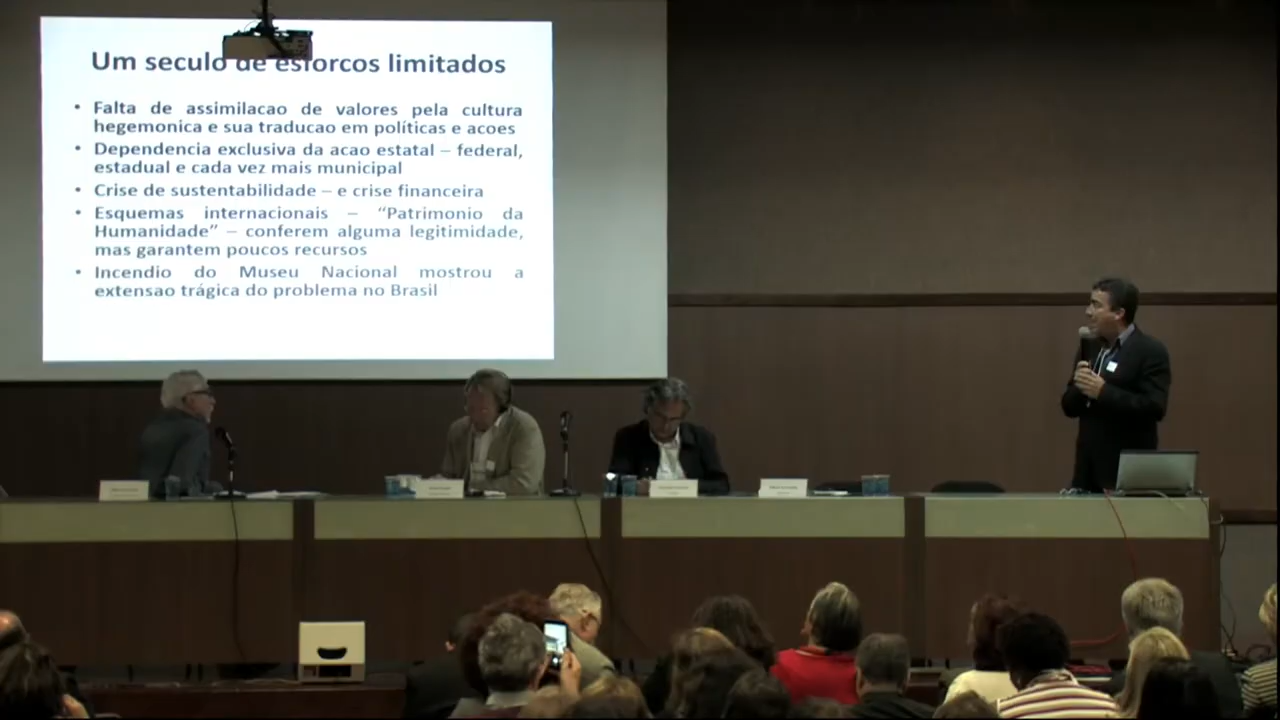 Um seculo de esforcos limitados
• Falta de assimilacao de valores pela cultura
hegemonica e sua traducao em políticas e acoes
• Dependencia exclusiva da acao estatal – federal,
estadual e cada vez mais municipal
• Crise de sustentabilidade – e crise financeira
• Esquemas internacionais – “Patrimonio da
Humanidade” – conferem alguma legitimidade,
mas garantem poucos recursos
• Incendio do Museu Nacional mostrou a
extensao trágica do problema no Brasil